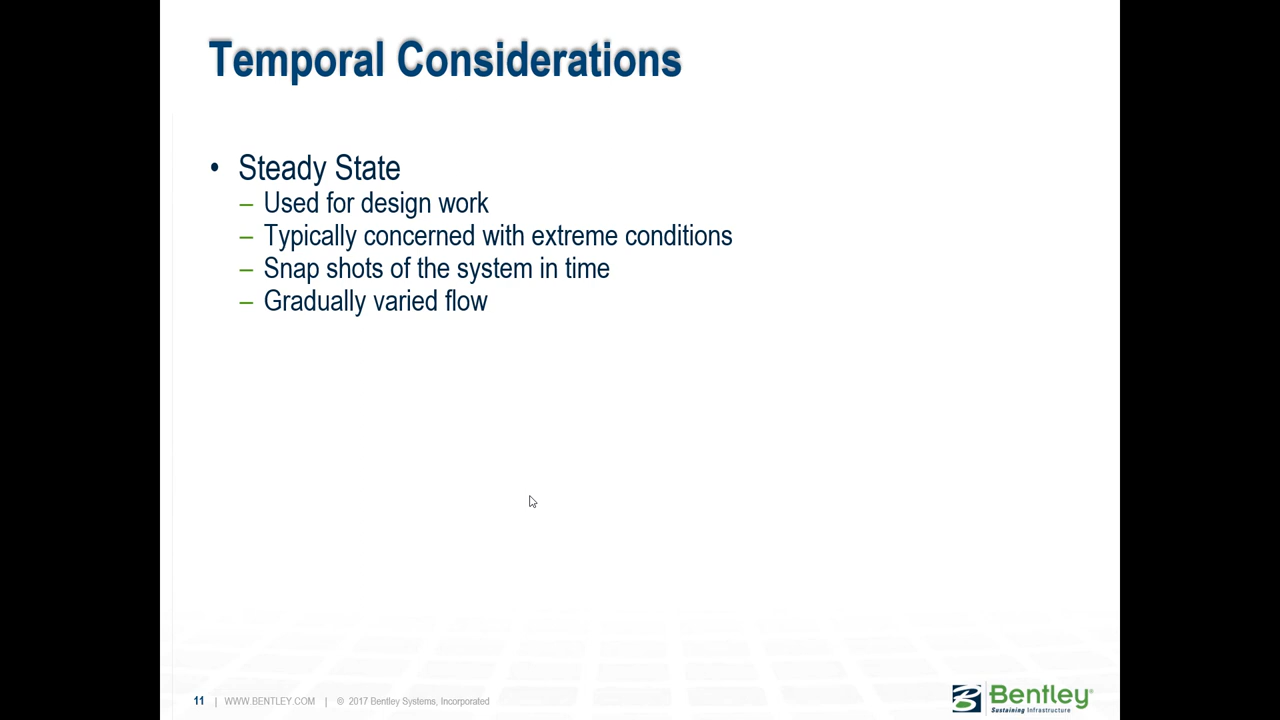 Temporal Considerations
• Steady State
– Used for design work
– Typically concerned with extreme conditions
– Snap shots of the system in time
– Gradually varied flow
11 | WWW.BENTLEY.COM | © 2017 Bentley Systems, Incorporated
Bentley®
Sustaining Infrastructure